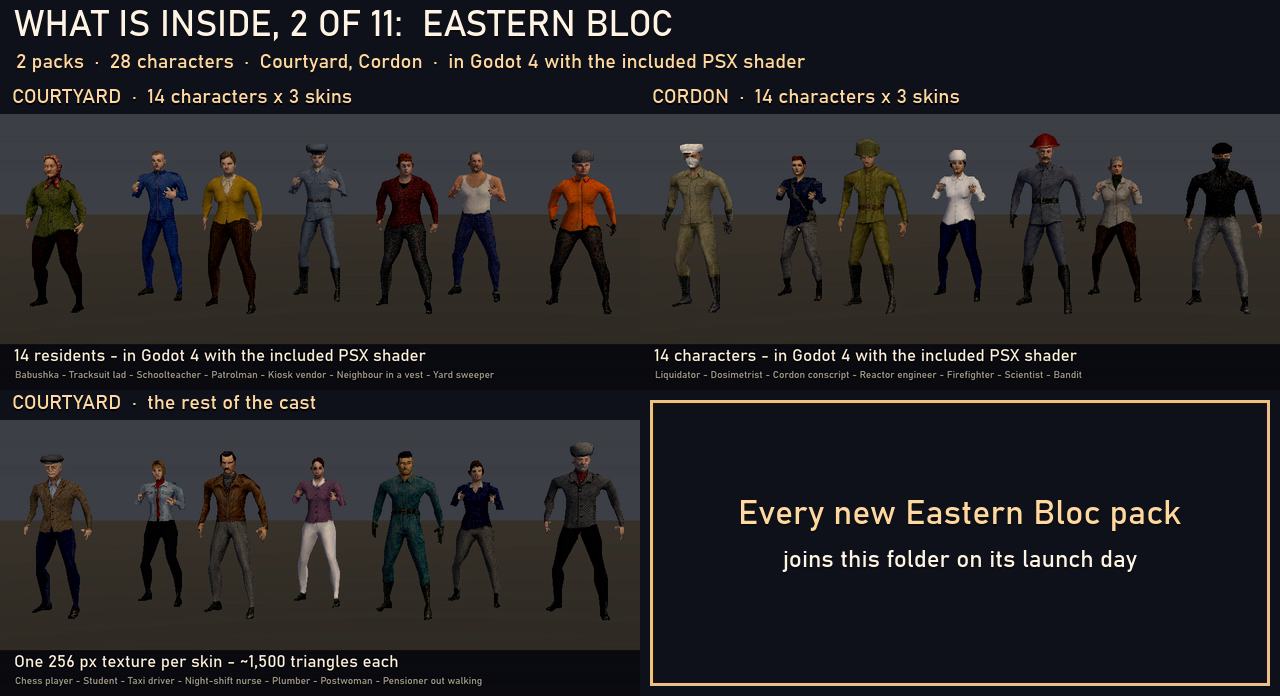 WHAT IS INSIDE, 2 OF 11: EASTERN BLOC
2 packs · 28 characters · Courtyard, Cordon · in Godot 4 with the included PSX shader
COURTYARD · 14 characters x 3 skins
CORDON · 14 characters x 3 skins
14 residents - in Godot 4 with the included PSX shader
Babushka - Tracksuit lad - Schoolteacher - Patrolman - Kiosk vendor - Neighbour in a vest - Yard sweeper
14 characters - in Godot 4 with the included PSX shader
Liquidator - Dosimetrist - Cordon conscript - Reactor engineer - Firefighter - Scientist - Bandit
COURTYARD · the rest of the cast
One 256 px texture per skin - ~1,500 triangles each
Chess player - Student - Taxi driver - Night-shift nurse - Plumber - Postwoman - Pensioner out walking
Every new Eastern Bloc pack
joins this folder on its launch day